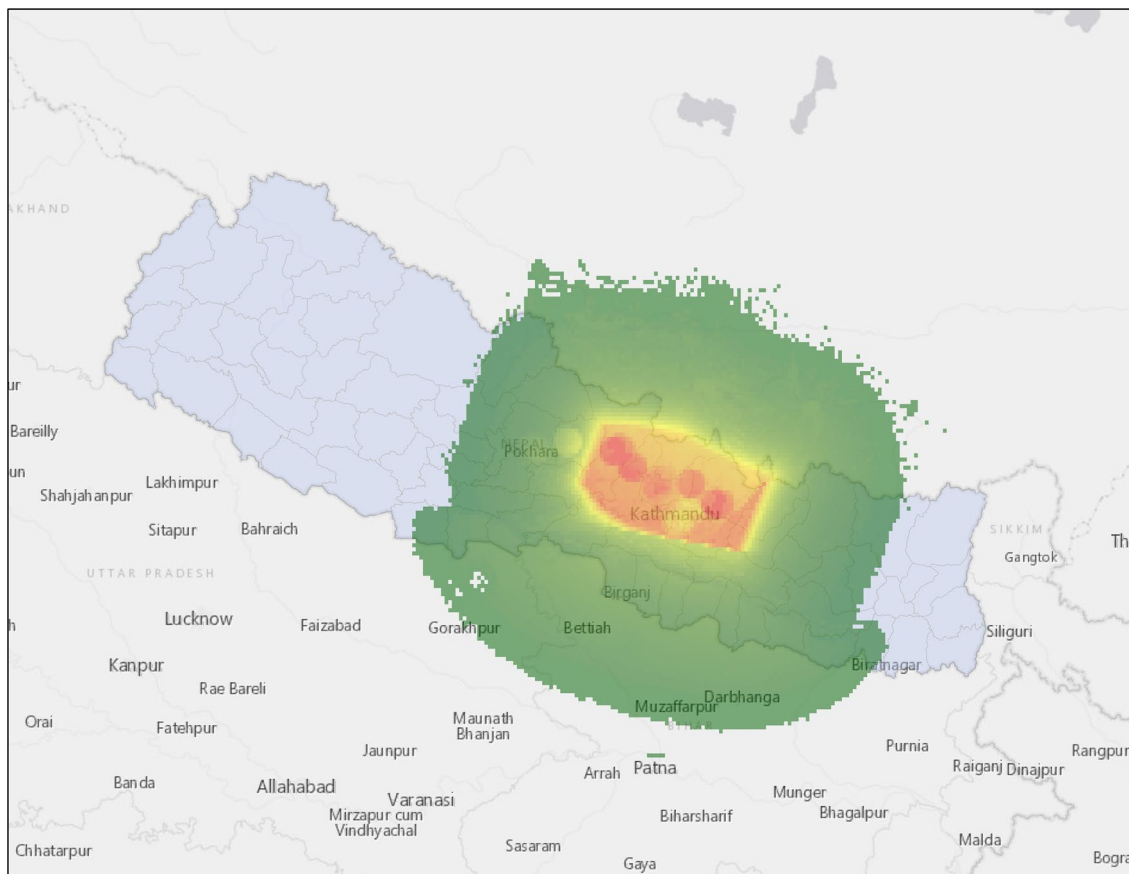 AKHAND
ur
Bareilly
un
Shahjahanpur
Lakhimpur
Sitapur
Bahraich
NEPAL
Pokhara
Kathmandu
SIKKIM
Gangtok
Th
UTTAR PRADESH
Lucknow
h
Faizabad
Gorakhpur
Birganj
Bettiah
Siliguri
Kanpur
Rae Bareli
Biratnagar
Darbhanga
Muzaffarpur
BIHAR
Orai
Fatehpur
Maunath
Bhanjan
Jaunpur
Purnia
Rangpur
Arrah
Patna
Raiganj
Dinajpur
Banda
Allahabad
Varanasi
Munger
Mirzapur cum
Vindhyachal
Biharsharif
Bhagalpur
Chhatarpur
Sasaram
Gaya
Malda
Bogra